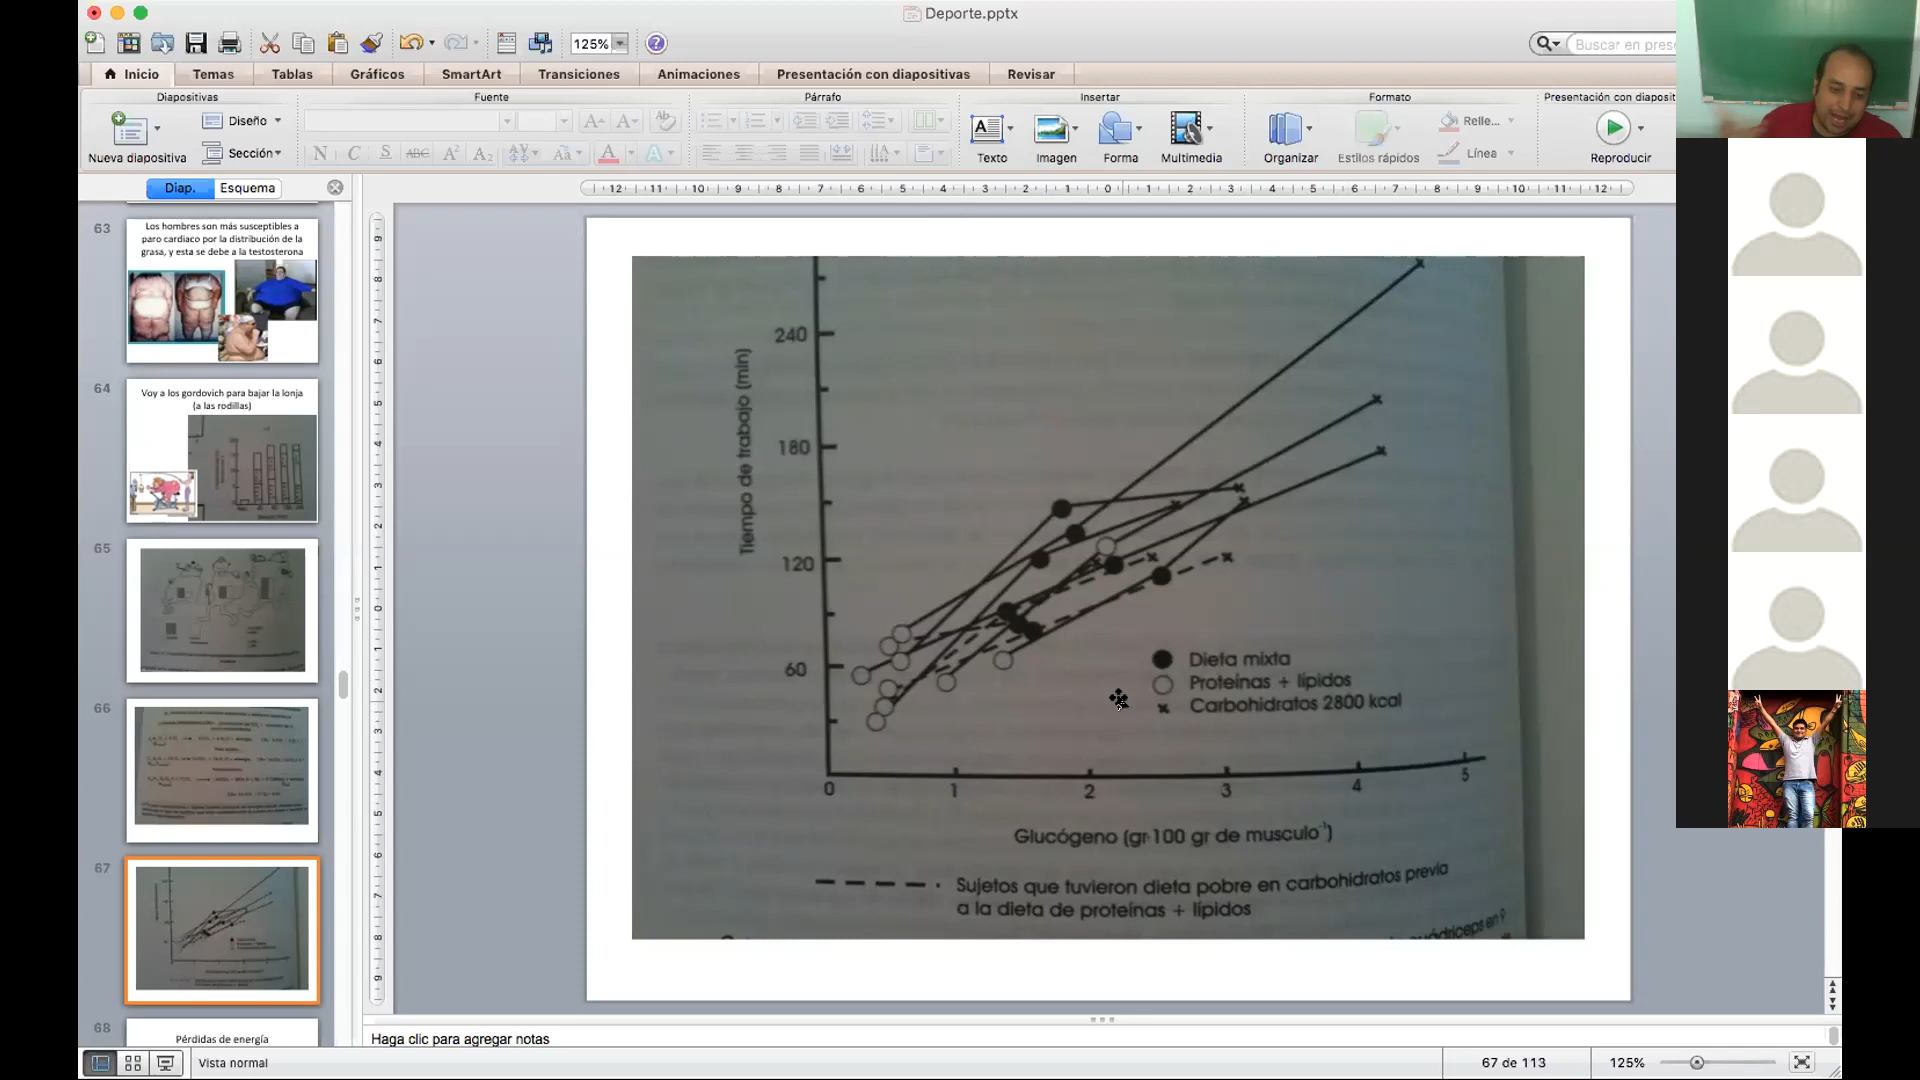 Deporte.pptx
125%
Buscar en prese
Inicio
Temas
Tablas
Gráficos
SmartArt
Transiciones
Animaciones
Presentación con diapositivas
Revisar
Diapositivas
Fuente
Párrafo
Insertar
Formato
Presentación con diaposit
Nueva diapositiva
Diseño
Sección
Texto
Imagen
Forma
Multimedia
Organizar
Estilos rápidos
Relle...
Línea
Reproducir
Diap.
Esquema
63
Los hombres son más susceptibles a
paro cardiaco por la distribución de la
grasa, y esta se debe a la testosterona
64
Voy a los gordovich para bajar la lonja
(a las rodillas)
65
66
67
68
Pérdidas de energía
Tiempo de trabajo (min)
240
180
120
60
0 1 2 3 4 5
Dieta mixta
Proteínas + lípidos
Carbohidratos 2800 kcal
Glucógeno (gr·100 gr de musculo⁻¹)
Sujetos que tuvieron dieta pobre en carbohidratos previa
a la dieta de proteínas + lípidos
cuádriceps en 9
Haga clic para agregar notas
Vista normal
67 de 113
125%